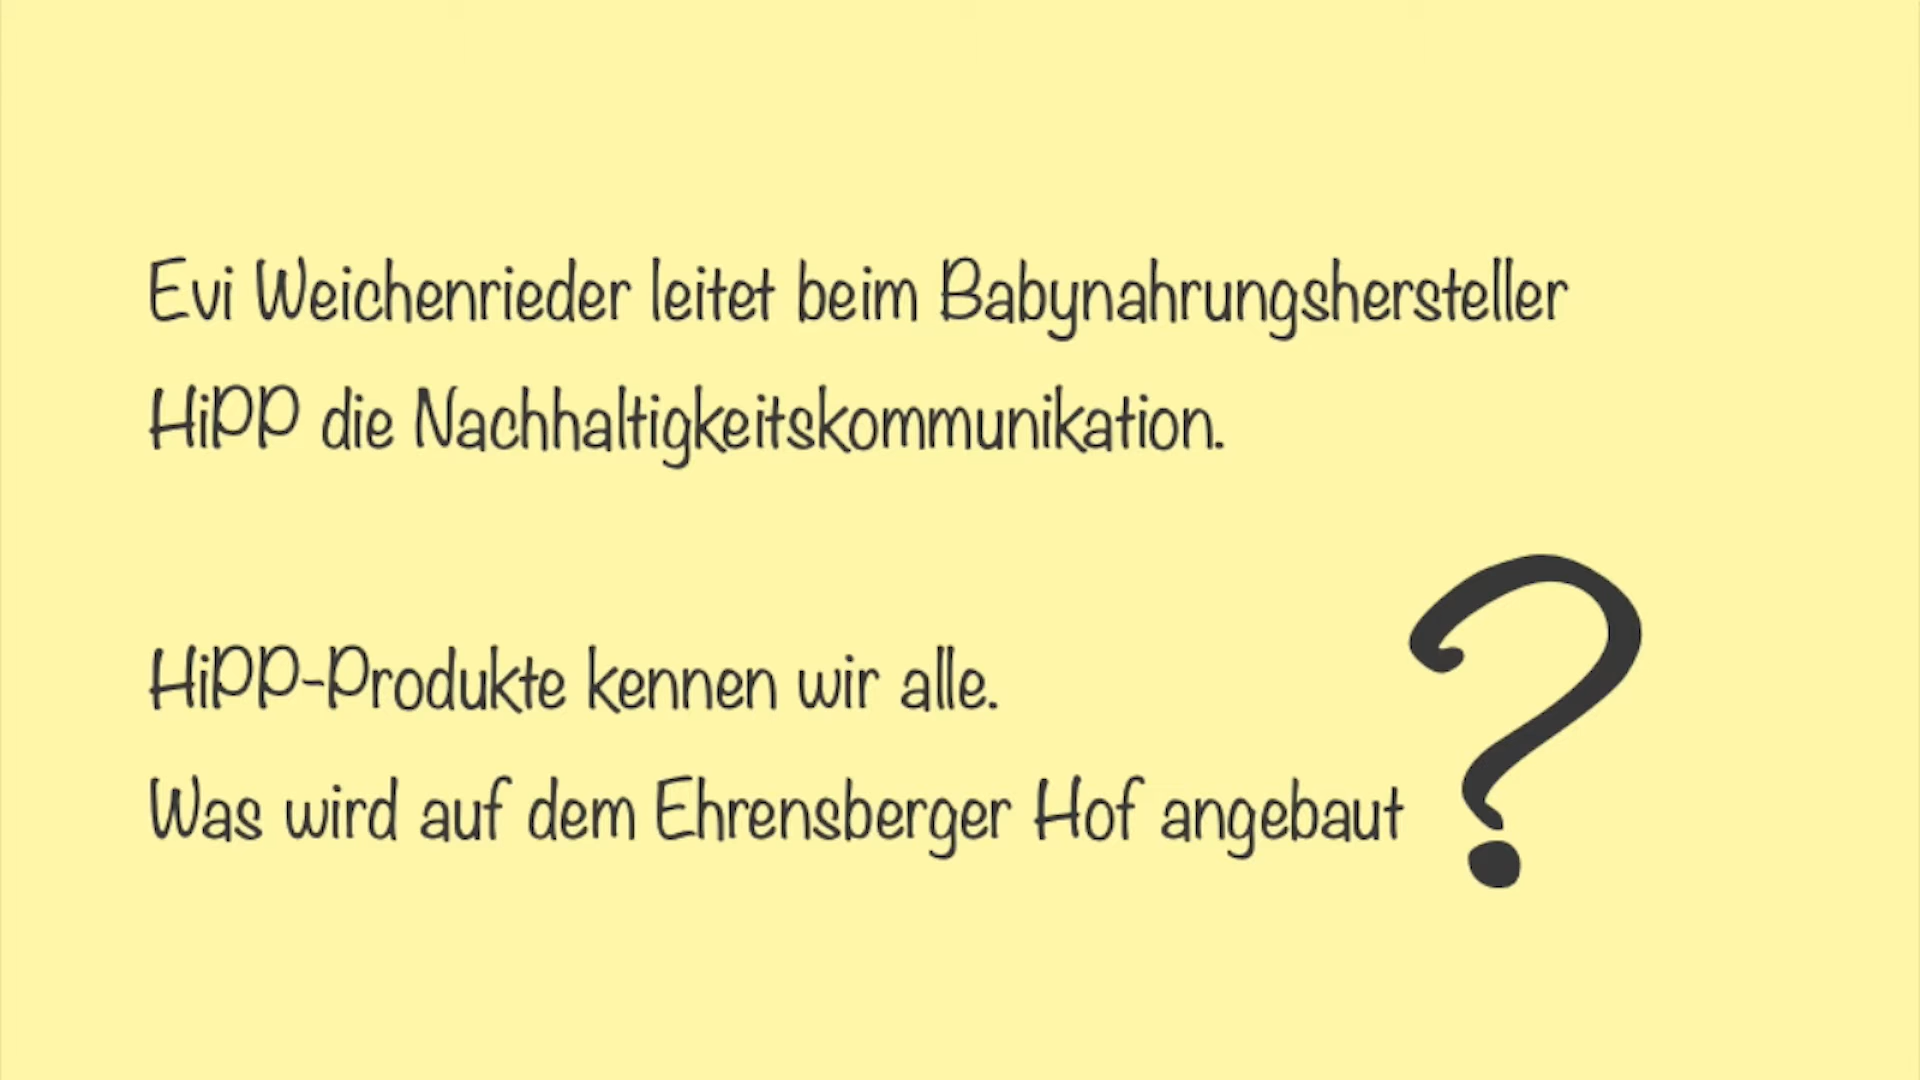 Evi Weichenrieder leitet beim Babynahrungshersteller
HiPP die Nachhaltigkeitskommunikation.
HiPP-Produkte kennen wir alle.
Was wird auf dem Ehrensberger Hof angebaut?